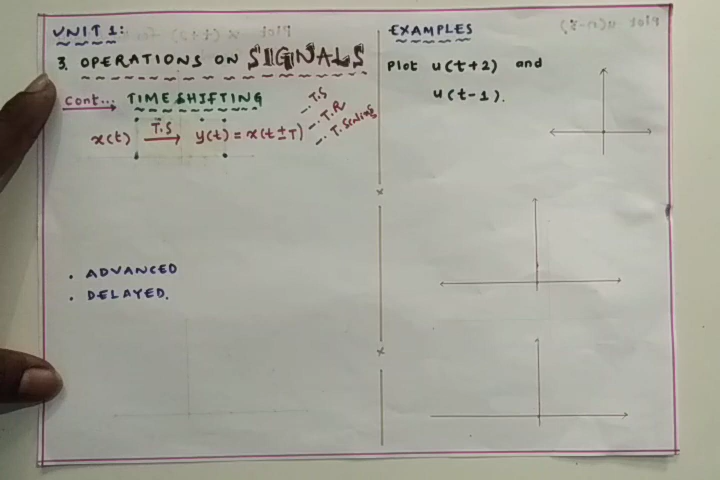 UNIT 1:
3. OPERATIONS ON SIGNALS
Cont... TIME SHIFTING
x(t) T.S y(t) = x(t ± T)
T.S
T.R
T. Scaling
• ADVANCED
• DELAYED.
EXAMPLES
Plot u(t+2) and
u(t-1).